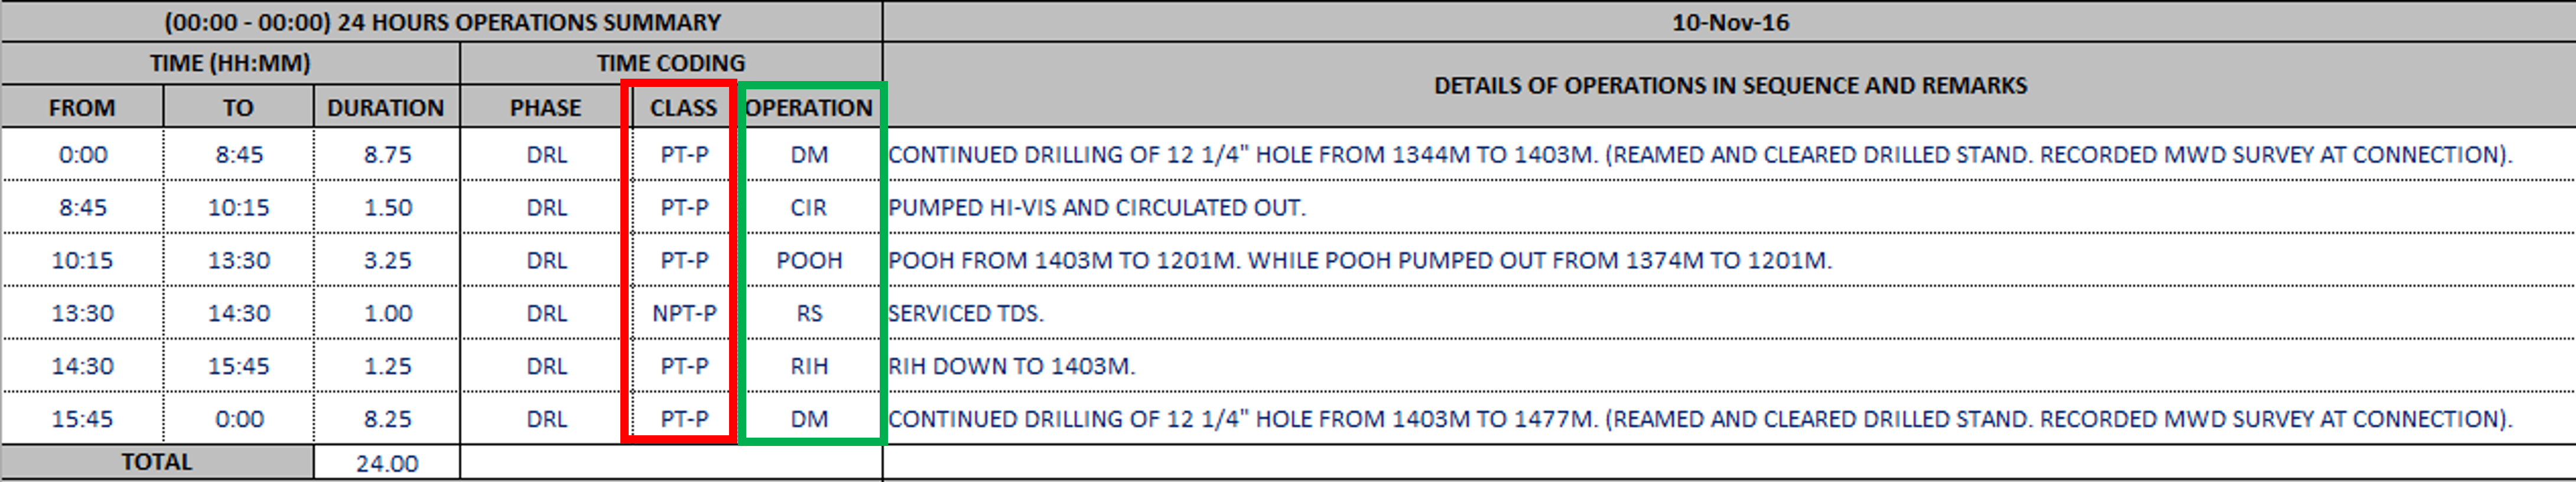 (00:00 - 00:00) 24 HOURS OPERATIONS SUMMARY 10-Nov-16
TIME (HH:MM) TIME CODING DETAILS OF OPERATIONS IN SEQUENCE AND REMARKS
FROM TO DURATION PHASE CLASS OPERATION
0:00 8:45 8.75 DRL PT-P DM CONTINUED DRILLING OF 12 1/4" HOLE FROM 1344M TO 1403M. (REAMED AND CLEARED DRILLED STAND. RECORDED MWD SURVEY AT CONNECTION).
8:45 10:15 1.50 DRL PT-P CIR PUMPED HI-VIS AND CIRCULATED OUT.
10:15 13:30 3.25 DRL PT-P POOH POOH FROM 1403M TO 1201M. WHILE POOH PUMPED OUT FROM 1374M TO 1201M.
13:30 14:30 1.00 DRL NPT-P RS SERVICED TDS.
14:30 15:45 1.25 DRL PT-P RIH RIH DOWN TO 1403M.
15:45 0:00 8.25 DRL PT-P DM CONTINUED DRILLING OF 12 1/4" HOLE FROM 1403M TO 1477M. (REAMED AND CLEARED DRILLED STAND. RECORDED MWD SURVEY AT CONNECTION).
TOTAL 24.00